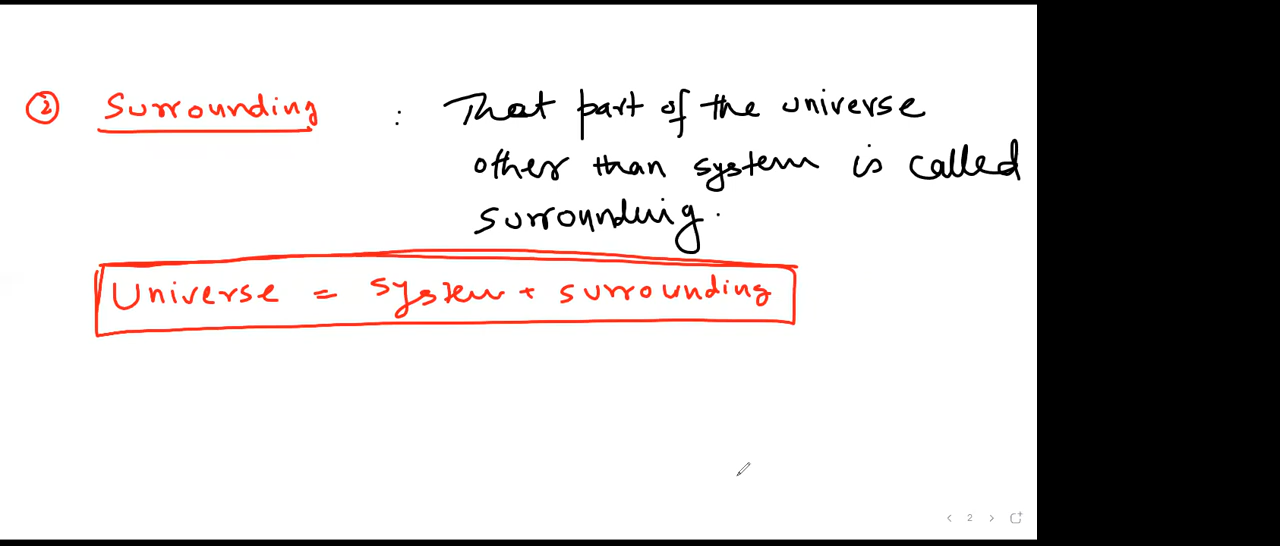 ② Surrounding : That part of the universe
other than system is called
surrounding.
Universe = system + surrounding
< 2 >